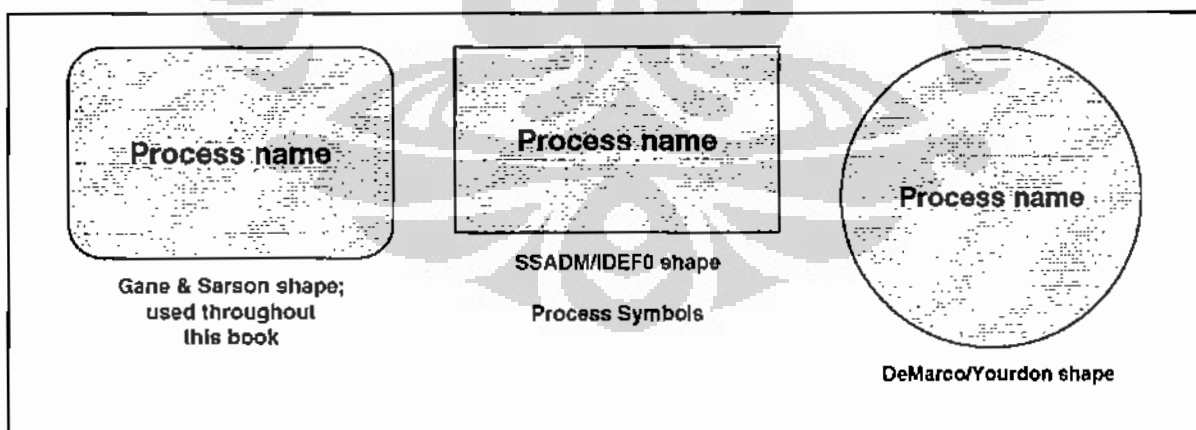 Process name
Gane & Sarson shape;
used throughout
this book
Process name
SSADM/IDEF0 shape
Process Symbols
Process name
DeMarco/Yourdon shape